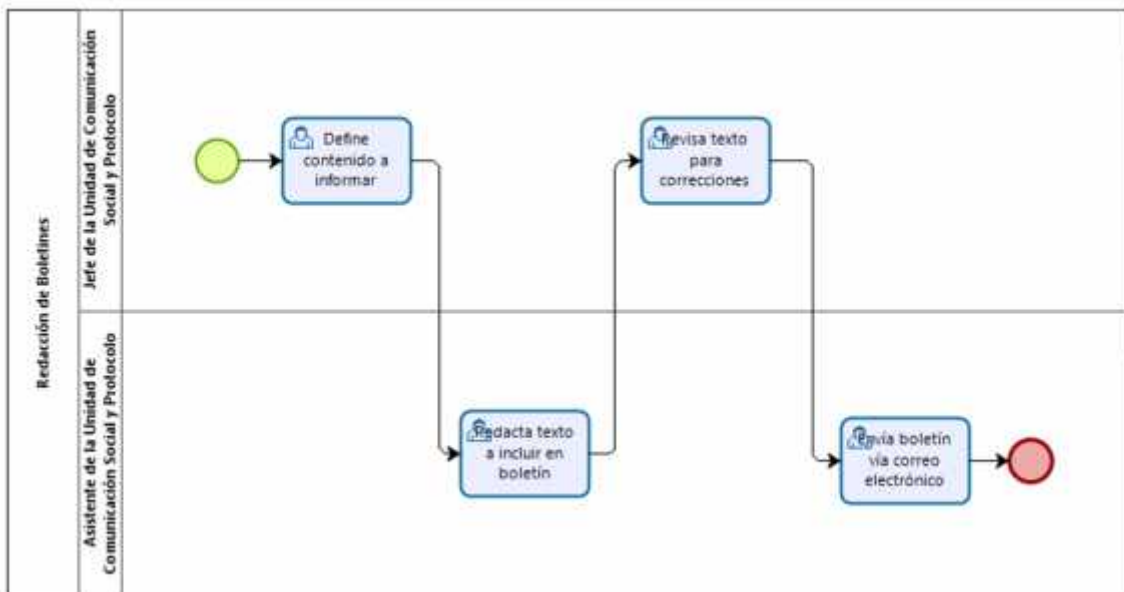 Redacción de Boletines
Jefe de la Unidad de Comunicación
Social y Protocolo
Define
contenido a
informar
Revisa texto
para
correcciones
Asistente de la Unidad de
Comunicación Social y Protocolo
Redacta texto
a incluir en
boletín
Envía boletín
vía correo
electrónico